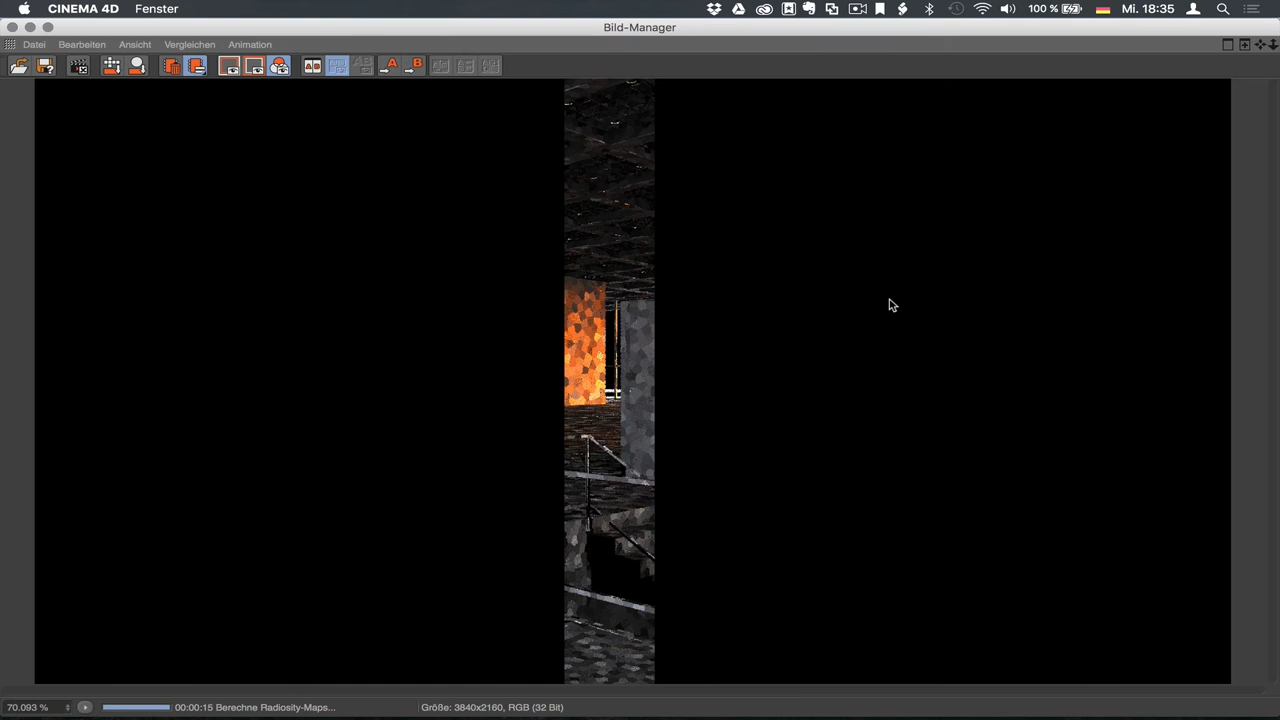 CINEMA 4D Fenster 100 % Mi. 18:35
Bild-Manager
Datei Bearbeiten Ansicht Vergleichen Animation
A B AB A B
70.093 % 00:00:15 Berechne Radiosity-Maps... Größe: 3840x2160, RGB (32 Bit)